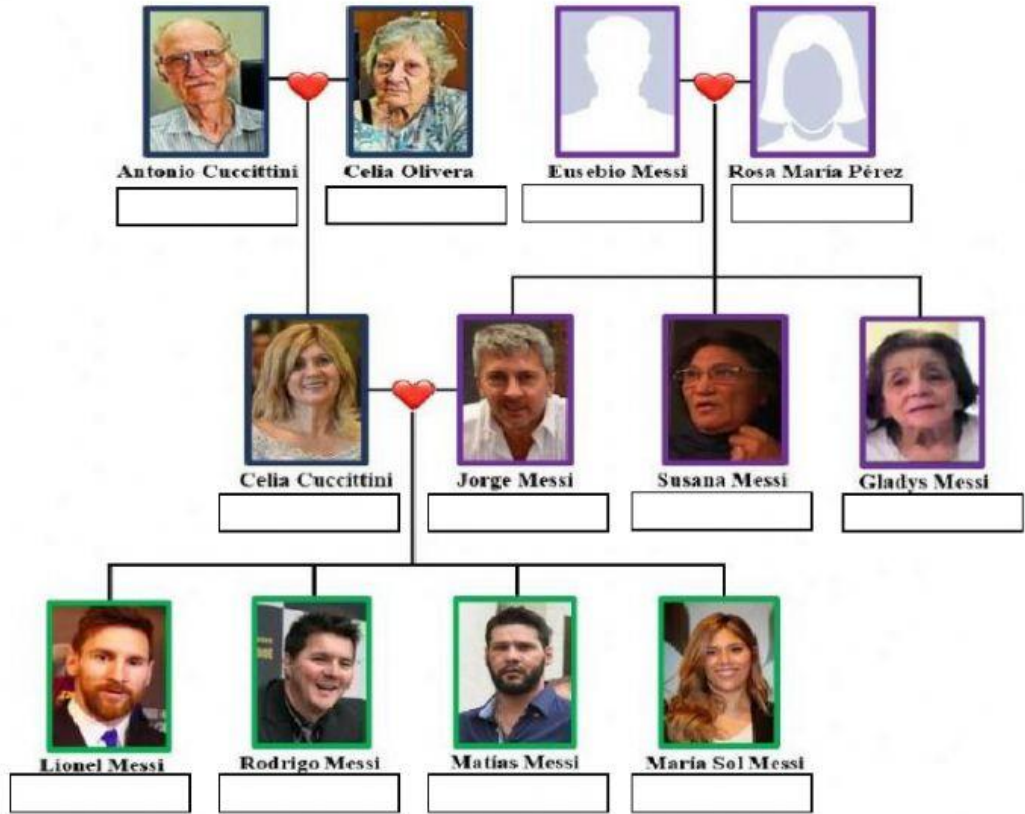 Antonio Cuccittini
Celia Olivera
Eusebio Messi
Rosa María Pérez
Celia Cuccittini
Jorge Messi
Susana Messi
Gladys Messi
Lionel Messi
Rodrigo Messi
Matías Messi
María Sol Messi